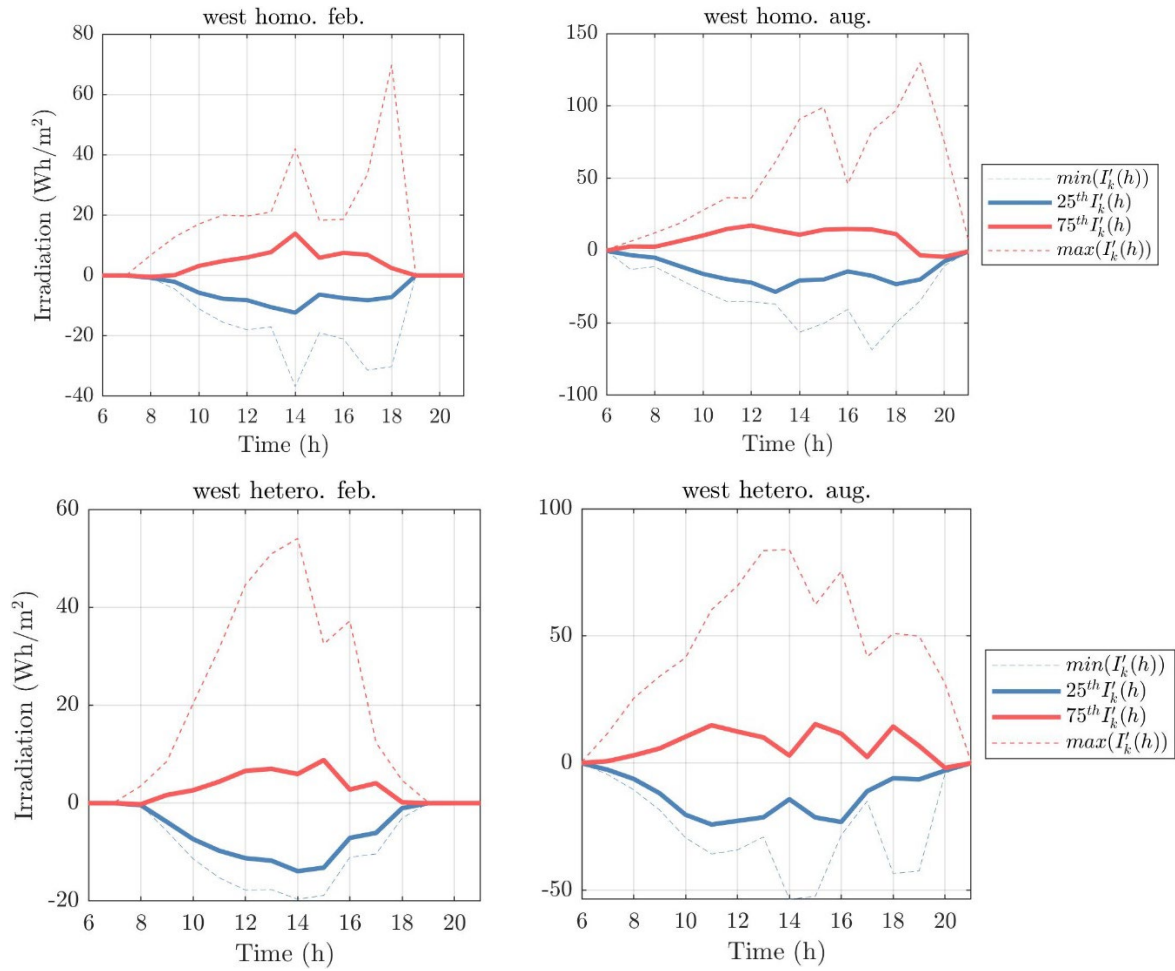 west homo. feb.
80
60
40
20
0
-20
-40
Irradiation (Wh/m²)
6 8 10 12 14 16 18 20
Time (h)
west homo. aug.
150
100
50
0
-50
-100
6 8 10 12 14 16 18 20
Time (h)
min(I'ₖ(h))
25ᵗʰI'ₖ(h)
75ᵗʰI'ₖ(h)
max(I'ₖ(h))
west hetero. feb.
60
40
20
0
-20
Irradiation (Wh/m²)
6 8 10 12 14 16 18 20
Time (h)
west hetero. aug.
100
50
0
-50
6 8 10 12 14 16 18 20
Time (h)
min(I'ₖ(h))
25ᵗʰI'ₖ(h)
75ᵗʰI'ₖ(h)
max(I'ₖ(h))